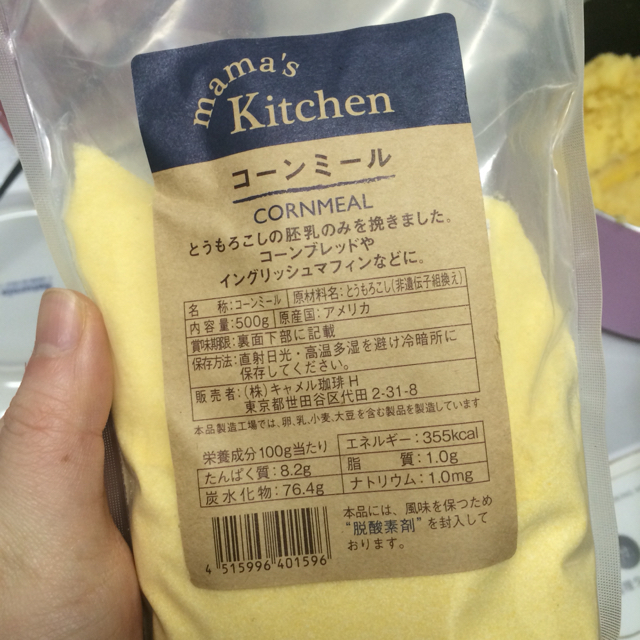 mama's
Kitchen
コーンミール
CORNMEAL
とうもろこしの胚乳のみを挽きました。
コーンブレッドや
イングリッシュマフィンなどに。
名 称:コーンミール 原材料名:とうもろこし(非遺伝子組換え)
内容量:500g 原産国:アメリカ
賞味期限:裏面下部に記載
保存方法:直射日光・高温多湿を避け冷暗所に
保存してください。
販売者:(株)キャメル珈琲 H
東京都世田谷区代田 2-31-8
本品製造工場では、卵、乳、小麦、大豆を含む製品を製造しています
栄養成分100g当たり エネルギー:355kcal
たんぱく質:8.2g 脂 質:1.0g
炭水化物:76.4g ナトリウム:1.0mg
本品には、風味を保つため
“脱酸素剤”を封入して
おります。
4 515996 401596